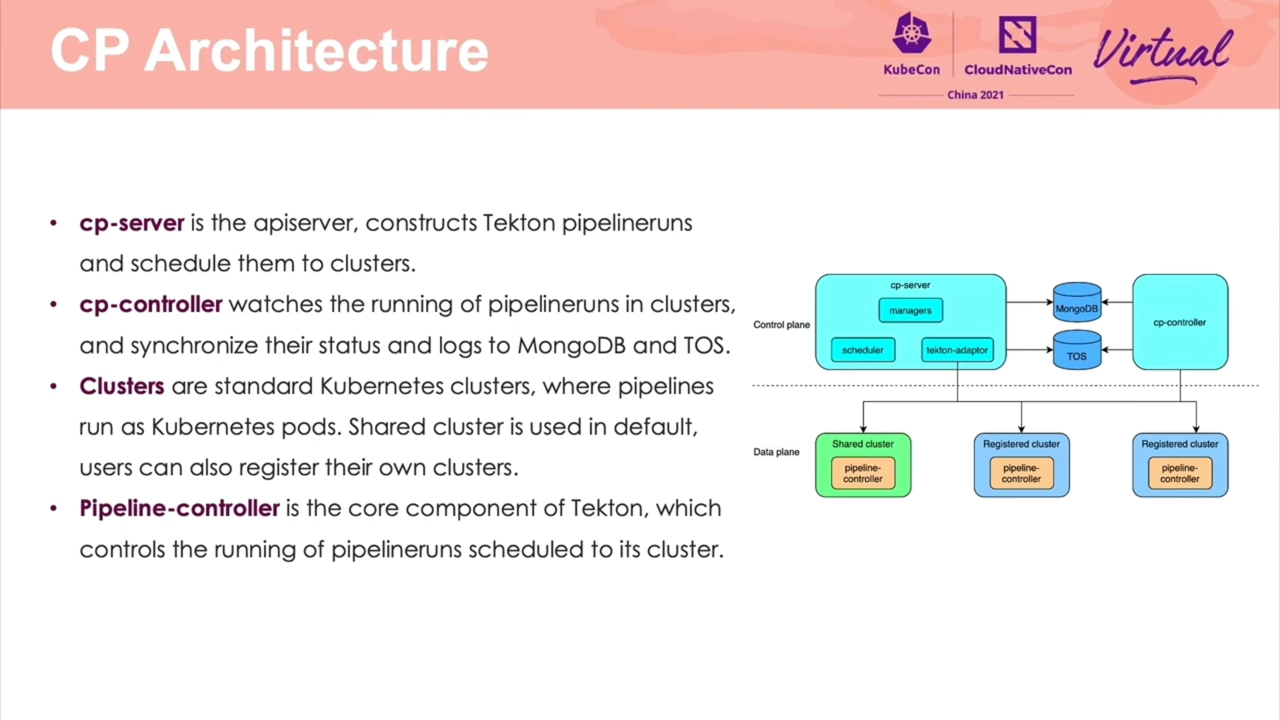 CP Architecture
KubeCon
CloudNativeCon
China 2021
Virtual
• cp-server is the apiserver, constructs Tekton pipelineruns
and schedule them to clusters.
• cp-controller watches the running of pipelineruns in clusters,
and synchronize their status and logs to MongoDB and TOS.
• Clusters are standard Kubernetes clusters, where pipelines
run as Kubernetes pods. Shared cluster is used in default,
users can also register their own clusters.
• Pipeline-controller is the core component of Tekton, which
controls the running of pipelineruns scheduled to its cluster.
Control plane
cp-server
managers
scheduler
tekton-adaptor
MongoDB
TOS
cp-controller
Data plane
Shared cluster
pipeline-
controller
Registered cluster
pipeline-
controller
Registered cluster
pipeline-
controller